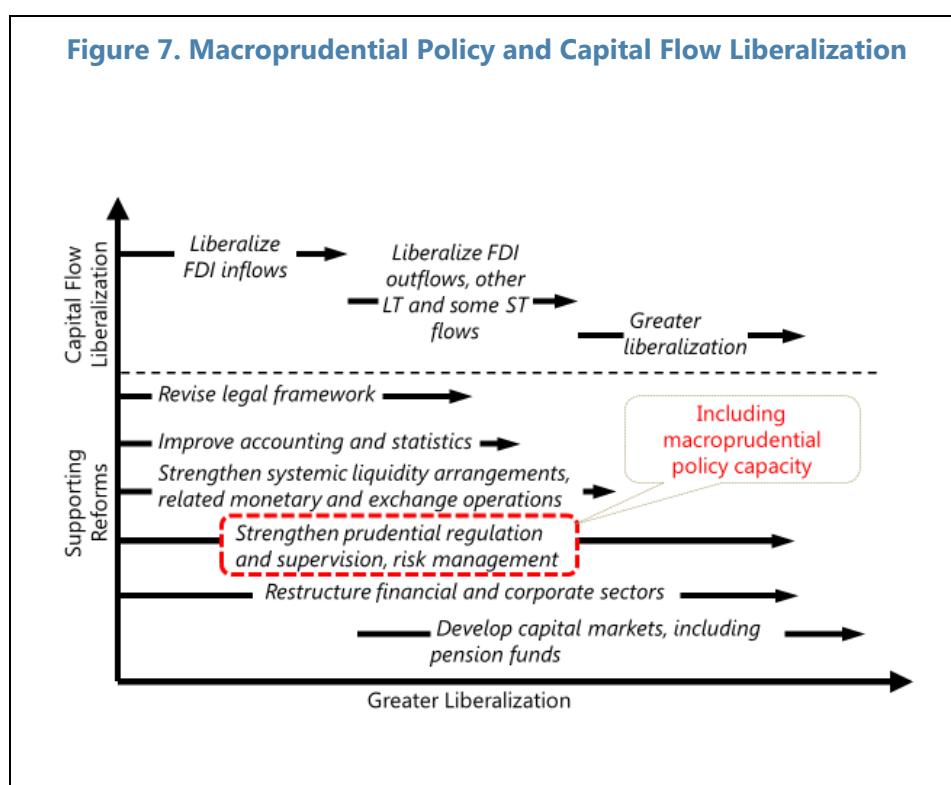 Figure 7. Macroprudential Policy and Capital Flow Liberalization
Capital Flow
Liberalization
Liberalize
FDI inflows
Liberalize FDI
outflows, other
LT and some ST
flows
Greater
liberalization
Supporting
Reforms
Revise legal framework
Improve accounting and statistics
Strengthen systemic liquidity arrangements,
related monetary and exchange operations
Including
macroprudential
policy capacity
Strengthen prudential regulation
and supervision, risk management
Restructure financial and corporate sectors
Develop capital markets, including
pension funds
Greater Liberalization